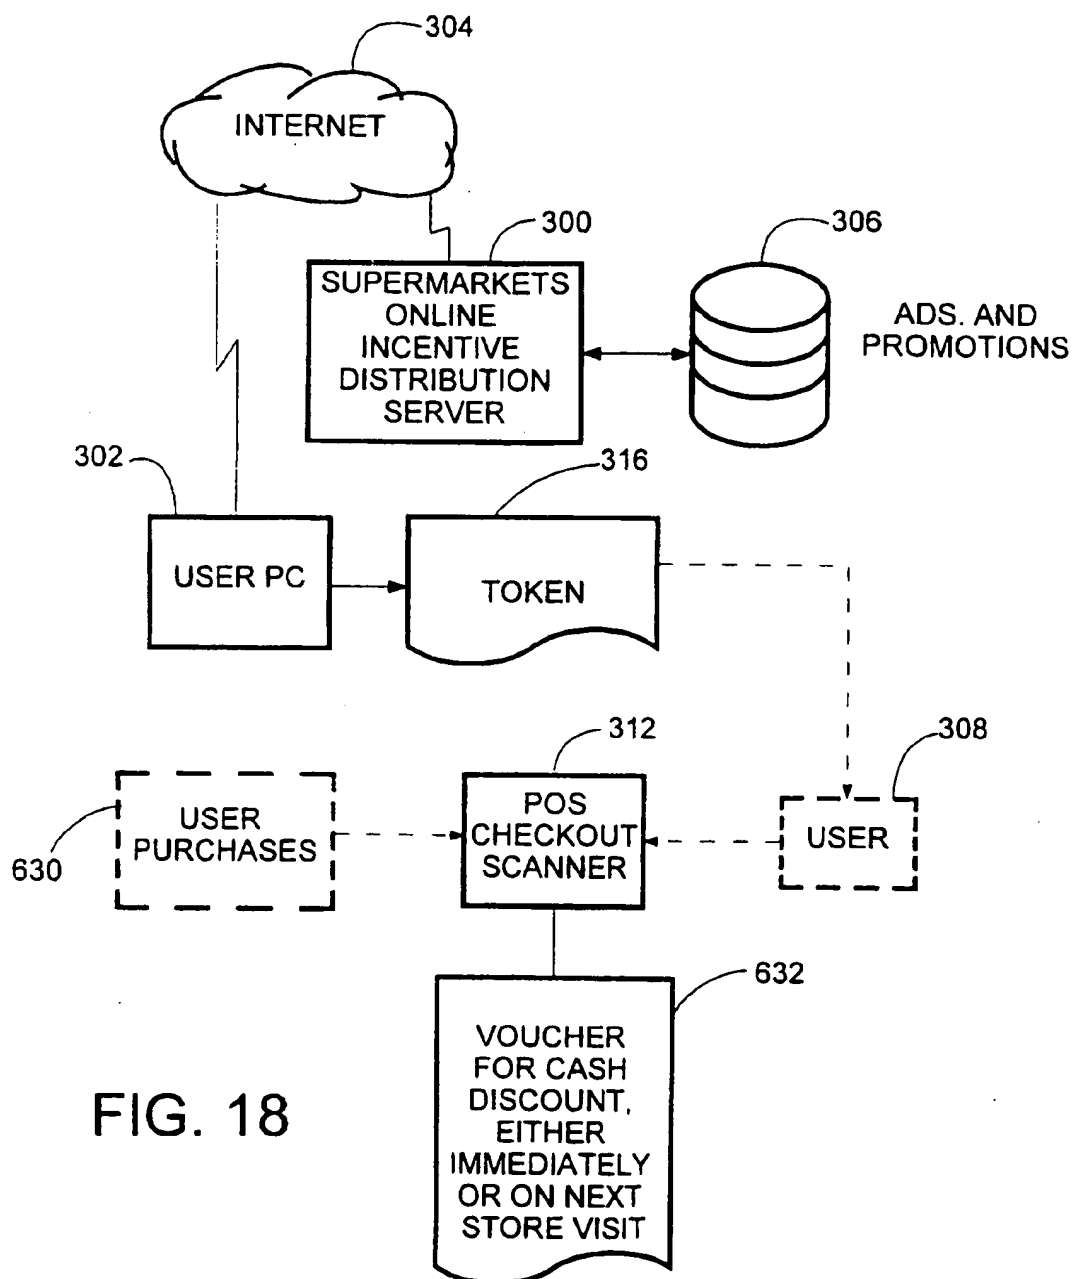 304
INTERNET
300
306
SUPERMARKETS
ONLINE
INCENTIVE
DISTRIBUTION
SERVER
ADS. AND
PROMOTIONS
302
316
USER PC
TOKEN
312
308
USER
PURCHASES
POS
CHECKOUT
SCANNER
USER
630
632
VOUCHER
FOR CASH
DISCOUNT,
EITHER
IMMEDIATELY
OR ON NEXT
STORE VISIT
FIG. 18